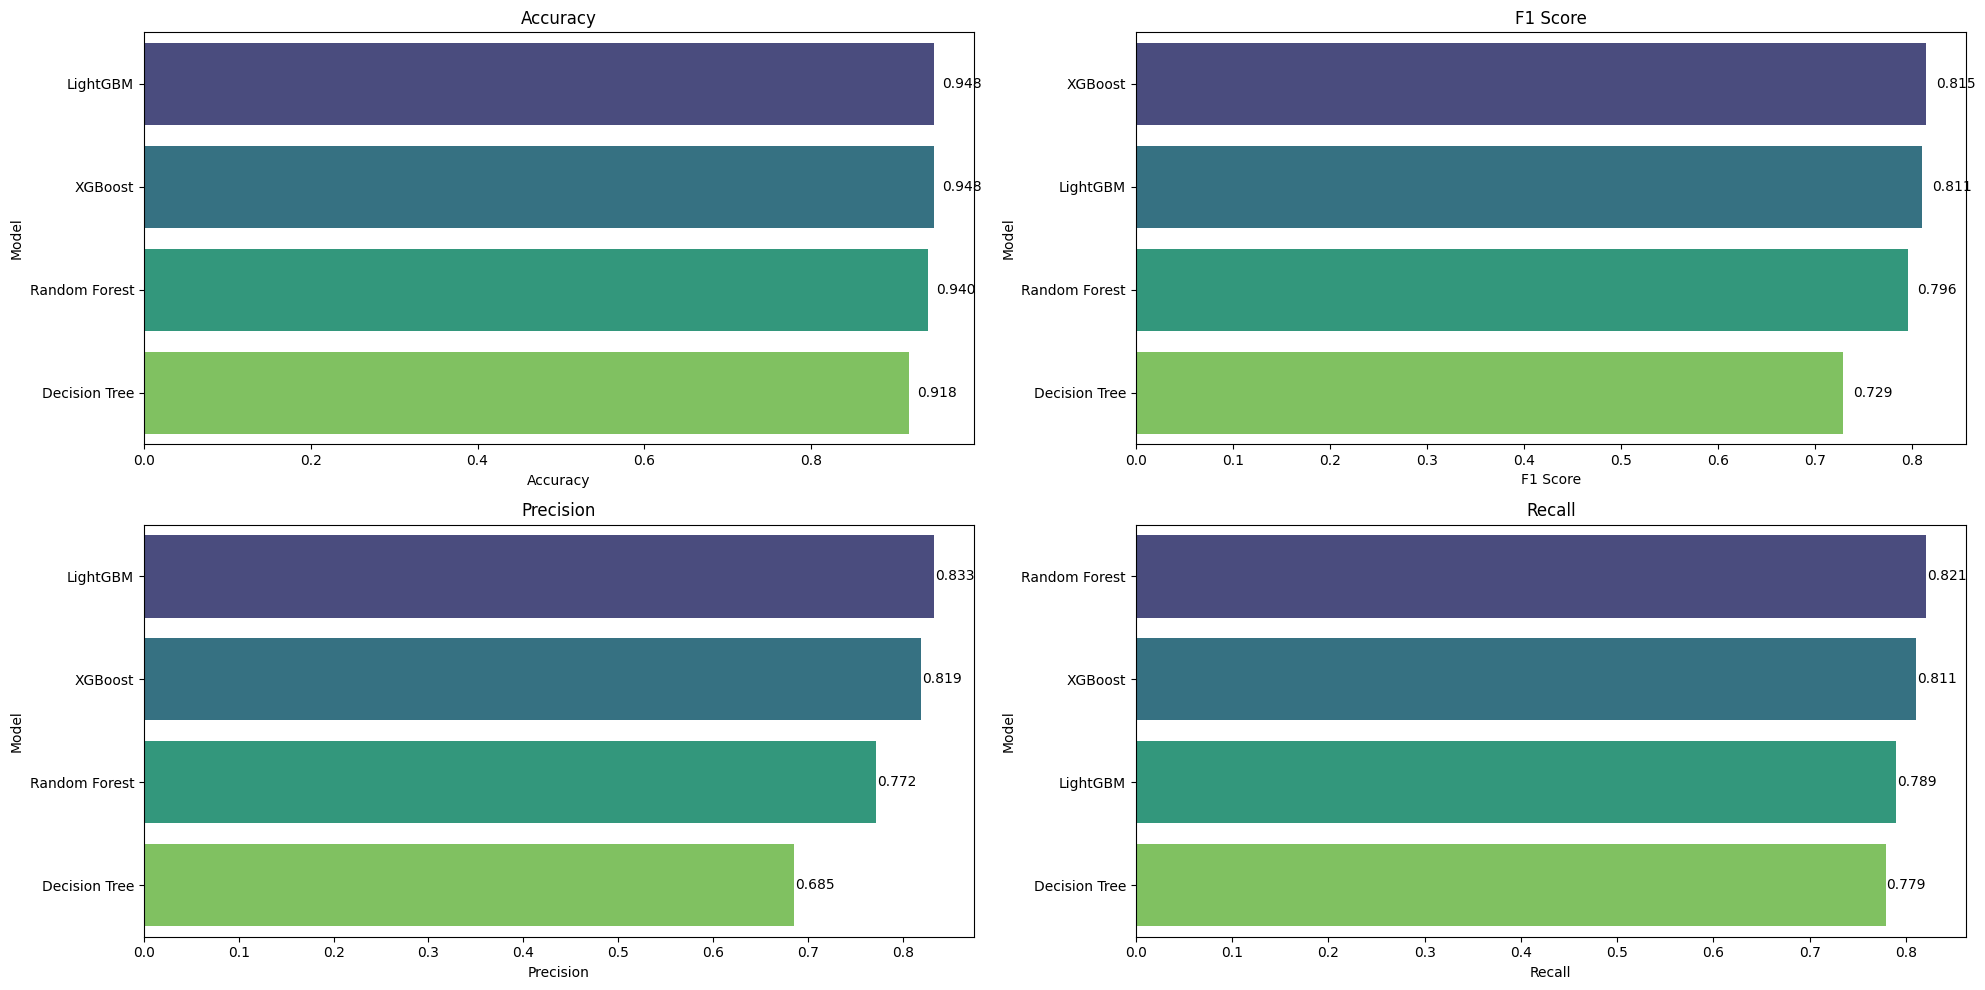 Accuracy
Model
LightGBM 0.948
XGBoost 0.948
Random Forest 0.940
Decision Tree 0.918
0.0 0.2 0.4 0.6 0.8
Accuracy
F1 Score
Model
XGBoost 0.815
LightGBM 0.811
Random Forest 0.796
Decision Tree 0.729
0.0 0.1 0.2 0.3 0.4 0.5 0.6 0.7 0.8
F1 Score
Precision
Model
LightGBM 0.833
XGBoost 0.819
Random Forest 0.772
Decision Tree 0.685
0.0 0.1 0.2 0.3 0.4 0.5 0.6 0.7 0.8
Precision
Recall
Model
Random Forest 0.821
XGBoost 0.811
LightGBM 0.789
Decision Tree 0.779
0.0 0.1 0.2 0.3 0.4 0.5 0.6 0.7 0.8
Recall